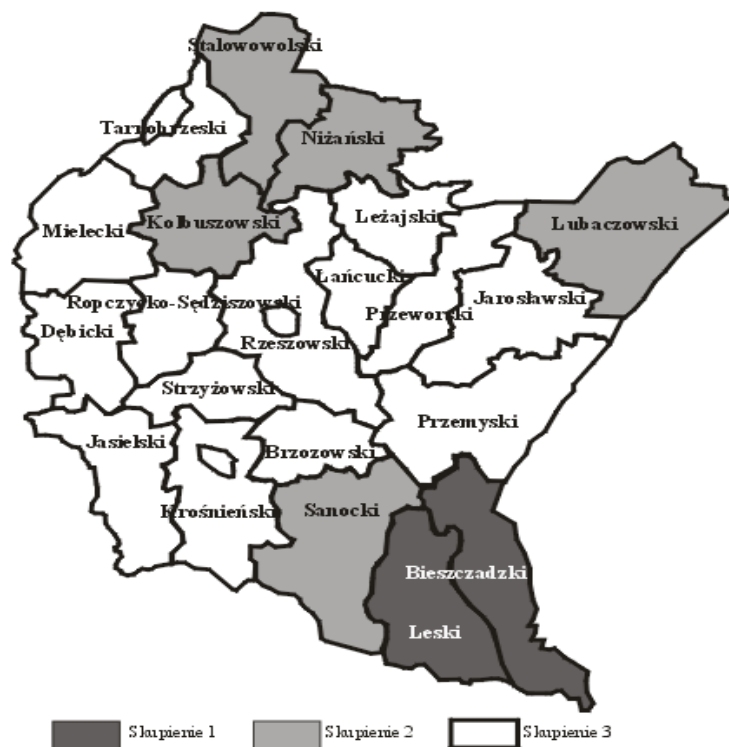 Stalowowolski
Tarnobrzeski
Niżański
Kolbuszowski
Leżajski
Lubaczowski
Mielecki
Łańcucki
Ropczycko-Sędziszowski
Jarosławski
Dębicki
Przeworski
Rzeszowski
Strzyżowski
Przemyski
Jasielski
Brzozowski
Krośnieński
Sanocki
Bieszczadzki
Leski
Skupienie 1 Skupienie 2 Skupienie 3